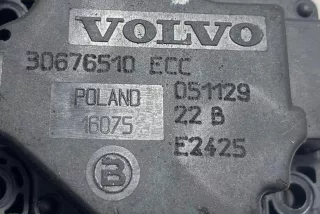 VOLVO
30676510 ECC
POLAND 051129
16075 22 B
E2425
B